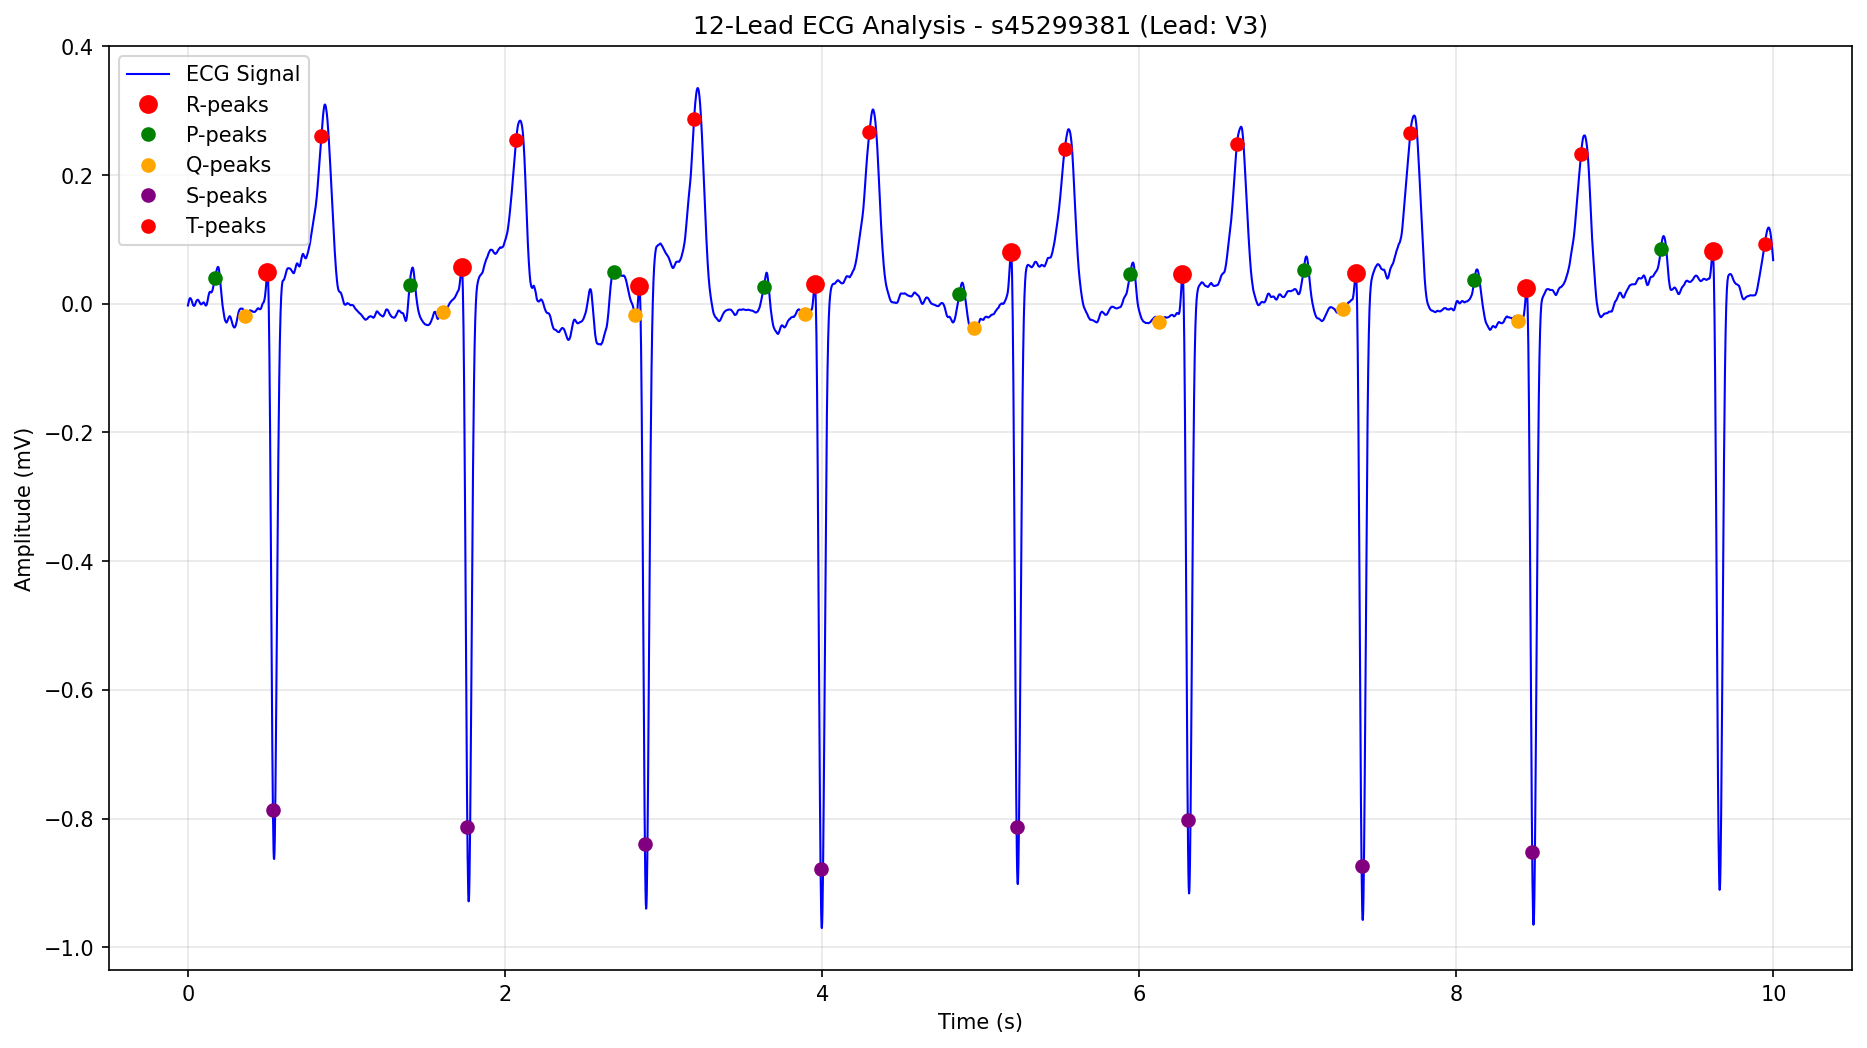 12-Lead ECG Analysis - s45299381 (Lead: V3)
ECG Signal
R-peaks
P-peaks
Q-peaks
S-peaks
T-peaks
0.4
0.2
0.0
−0.2
−0.4
−0.6
−0.8
−1.0
Amplitude (mV)
0 2 4 6 8 10
Time (s)